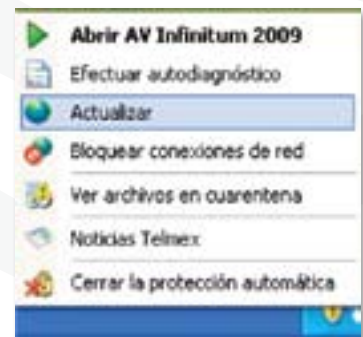 Abrir AV Infinitum 2009
Efectuar autodiagnóstico
Actualizar
Bloquear conexiones de red
Ver archivos en cuarentena
Noticias Telmex
Cerrar la protección automática